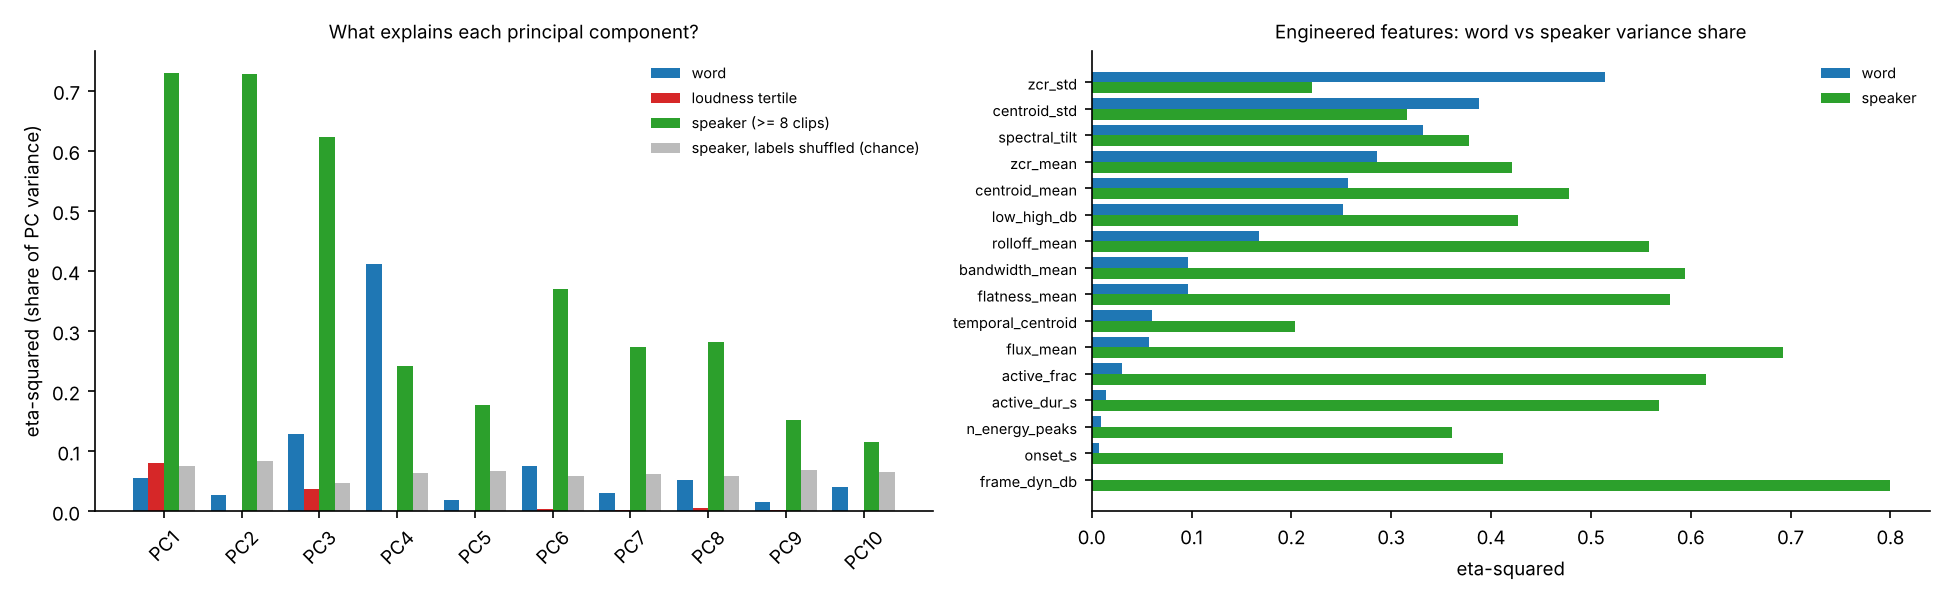 What explains each principal component?
eta-squared (share of PC variance)
0.7
0.6
0.5
0.4
0.3
0.2
0.1
0.0
word
loudness tertile
speaker (>= 8 clips)
speaker, labels shuffled (chance)
PC1
PC2
PC3
PC4
PC5
PC6
PC7
PC8
PC9
PC10
Engineered features: word vs speaker variance share
word
speaker
zcr_std
centroid_std
spectral_tilt
zcr_mean
centroid_mean
low_high_db
rolloff_mean
bandwidth_mean
flatness_mean
temporal_centroid
flux_mean
active_frac
active_dur_s
n_energy_peaks
onset_s
frame_dyn_db
0.0 0.1 0.2 0.3 0.4 0.5 0.6 0.7 0.8
eta-squared